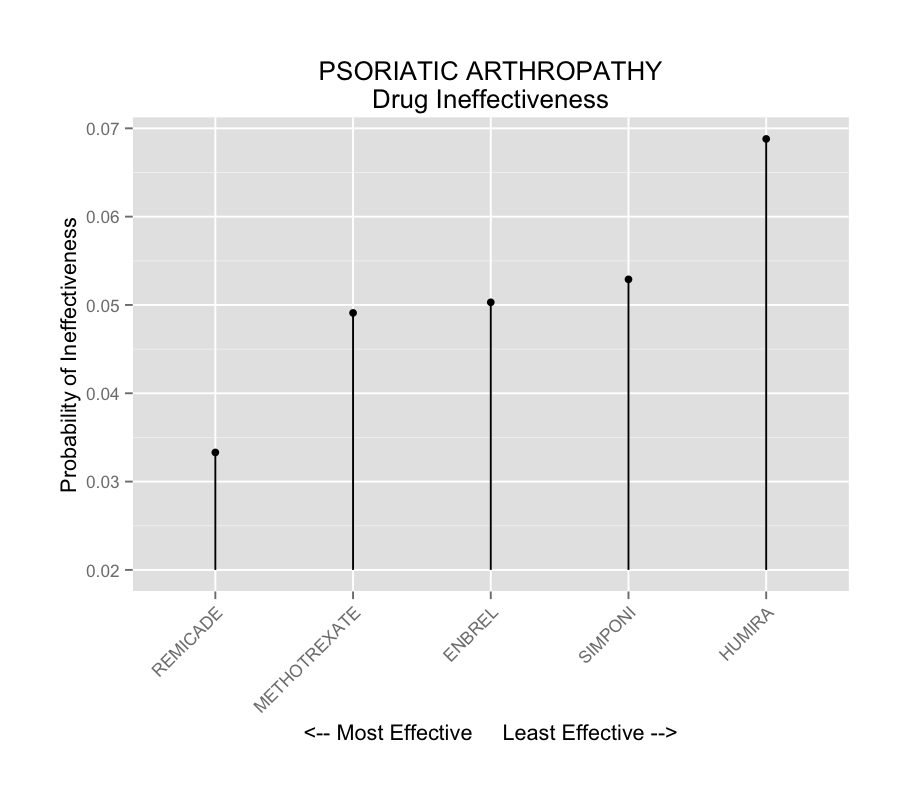 PSORIATIC ARTHROPATHY
Drug Ineffectiveness
Probability of Ineffectiveness
0.07
0.06
0.05
0.04
0.03
0.02
REMICADE
METHOTREXATE
ENBREL
SIMPONI
HUMIRA
<-- Most Effective     Least Effective -->